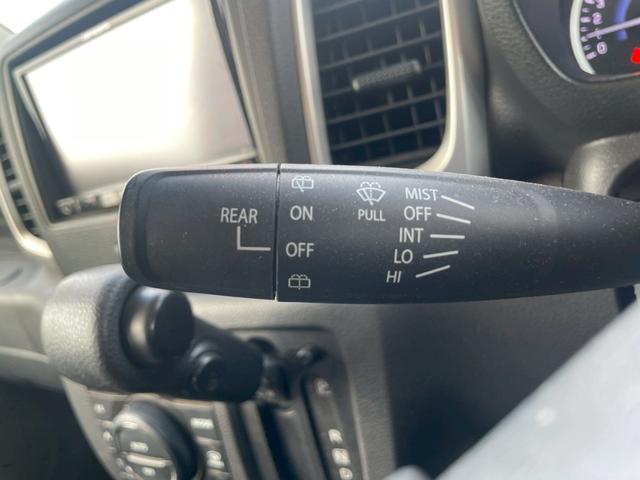 REAR
ON
OFF
PULL
MIST
OFF
INT
LO
HI